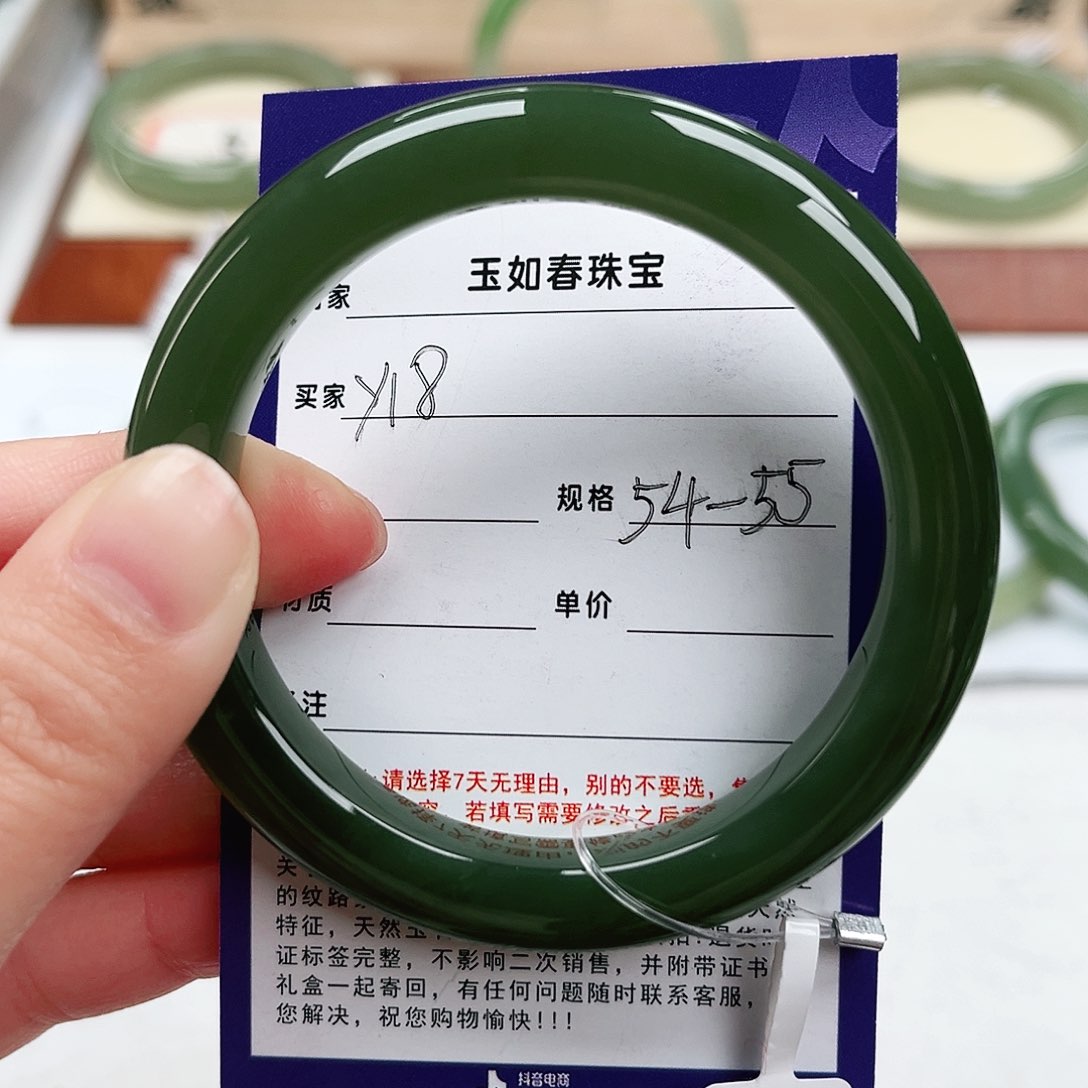 玉如春珠宝
家
买家 y18
规格 54-55
材质 单价
注
请选择7天无理由，别的不要选，
若填写需要修改之后
关
的纹路
特征，天然玉
证标签完整，不影响二次销售，并附带证书
礼盒一起寄回，有任何问题随时联系客服，
您解决，祝您购物愉快!!!
抖音电商